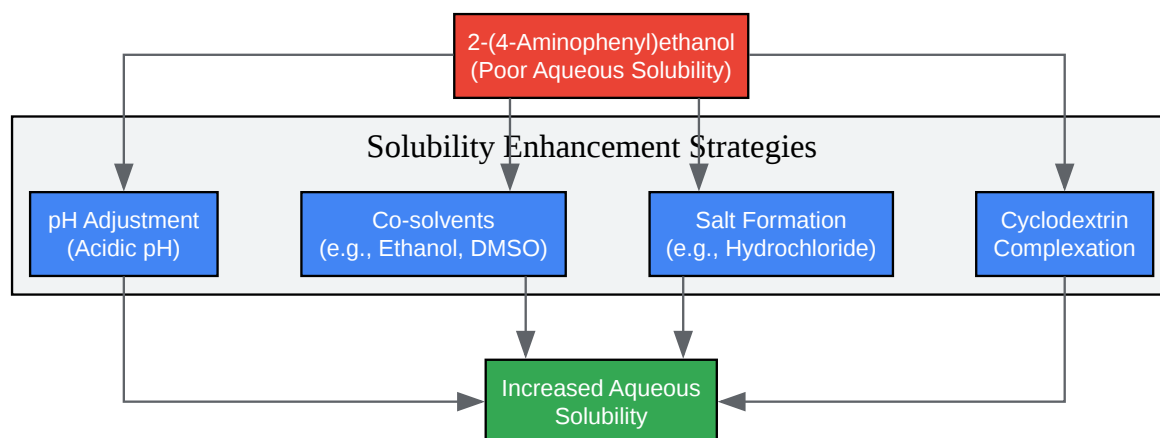 2-(4-Aminophenyl)ethanol
(Poor Aqueous Solubility)
Solubility Enhancement Strategies
pH Adjustment
(Acidic pH)
Co-solvents
(e.g., Ethanol, DMSO)
Salt Formation
(e.g., Hydrochloride)
Cyclodextrin
Complexation
Increased Aqueous
Solubility